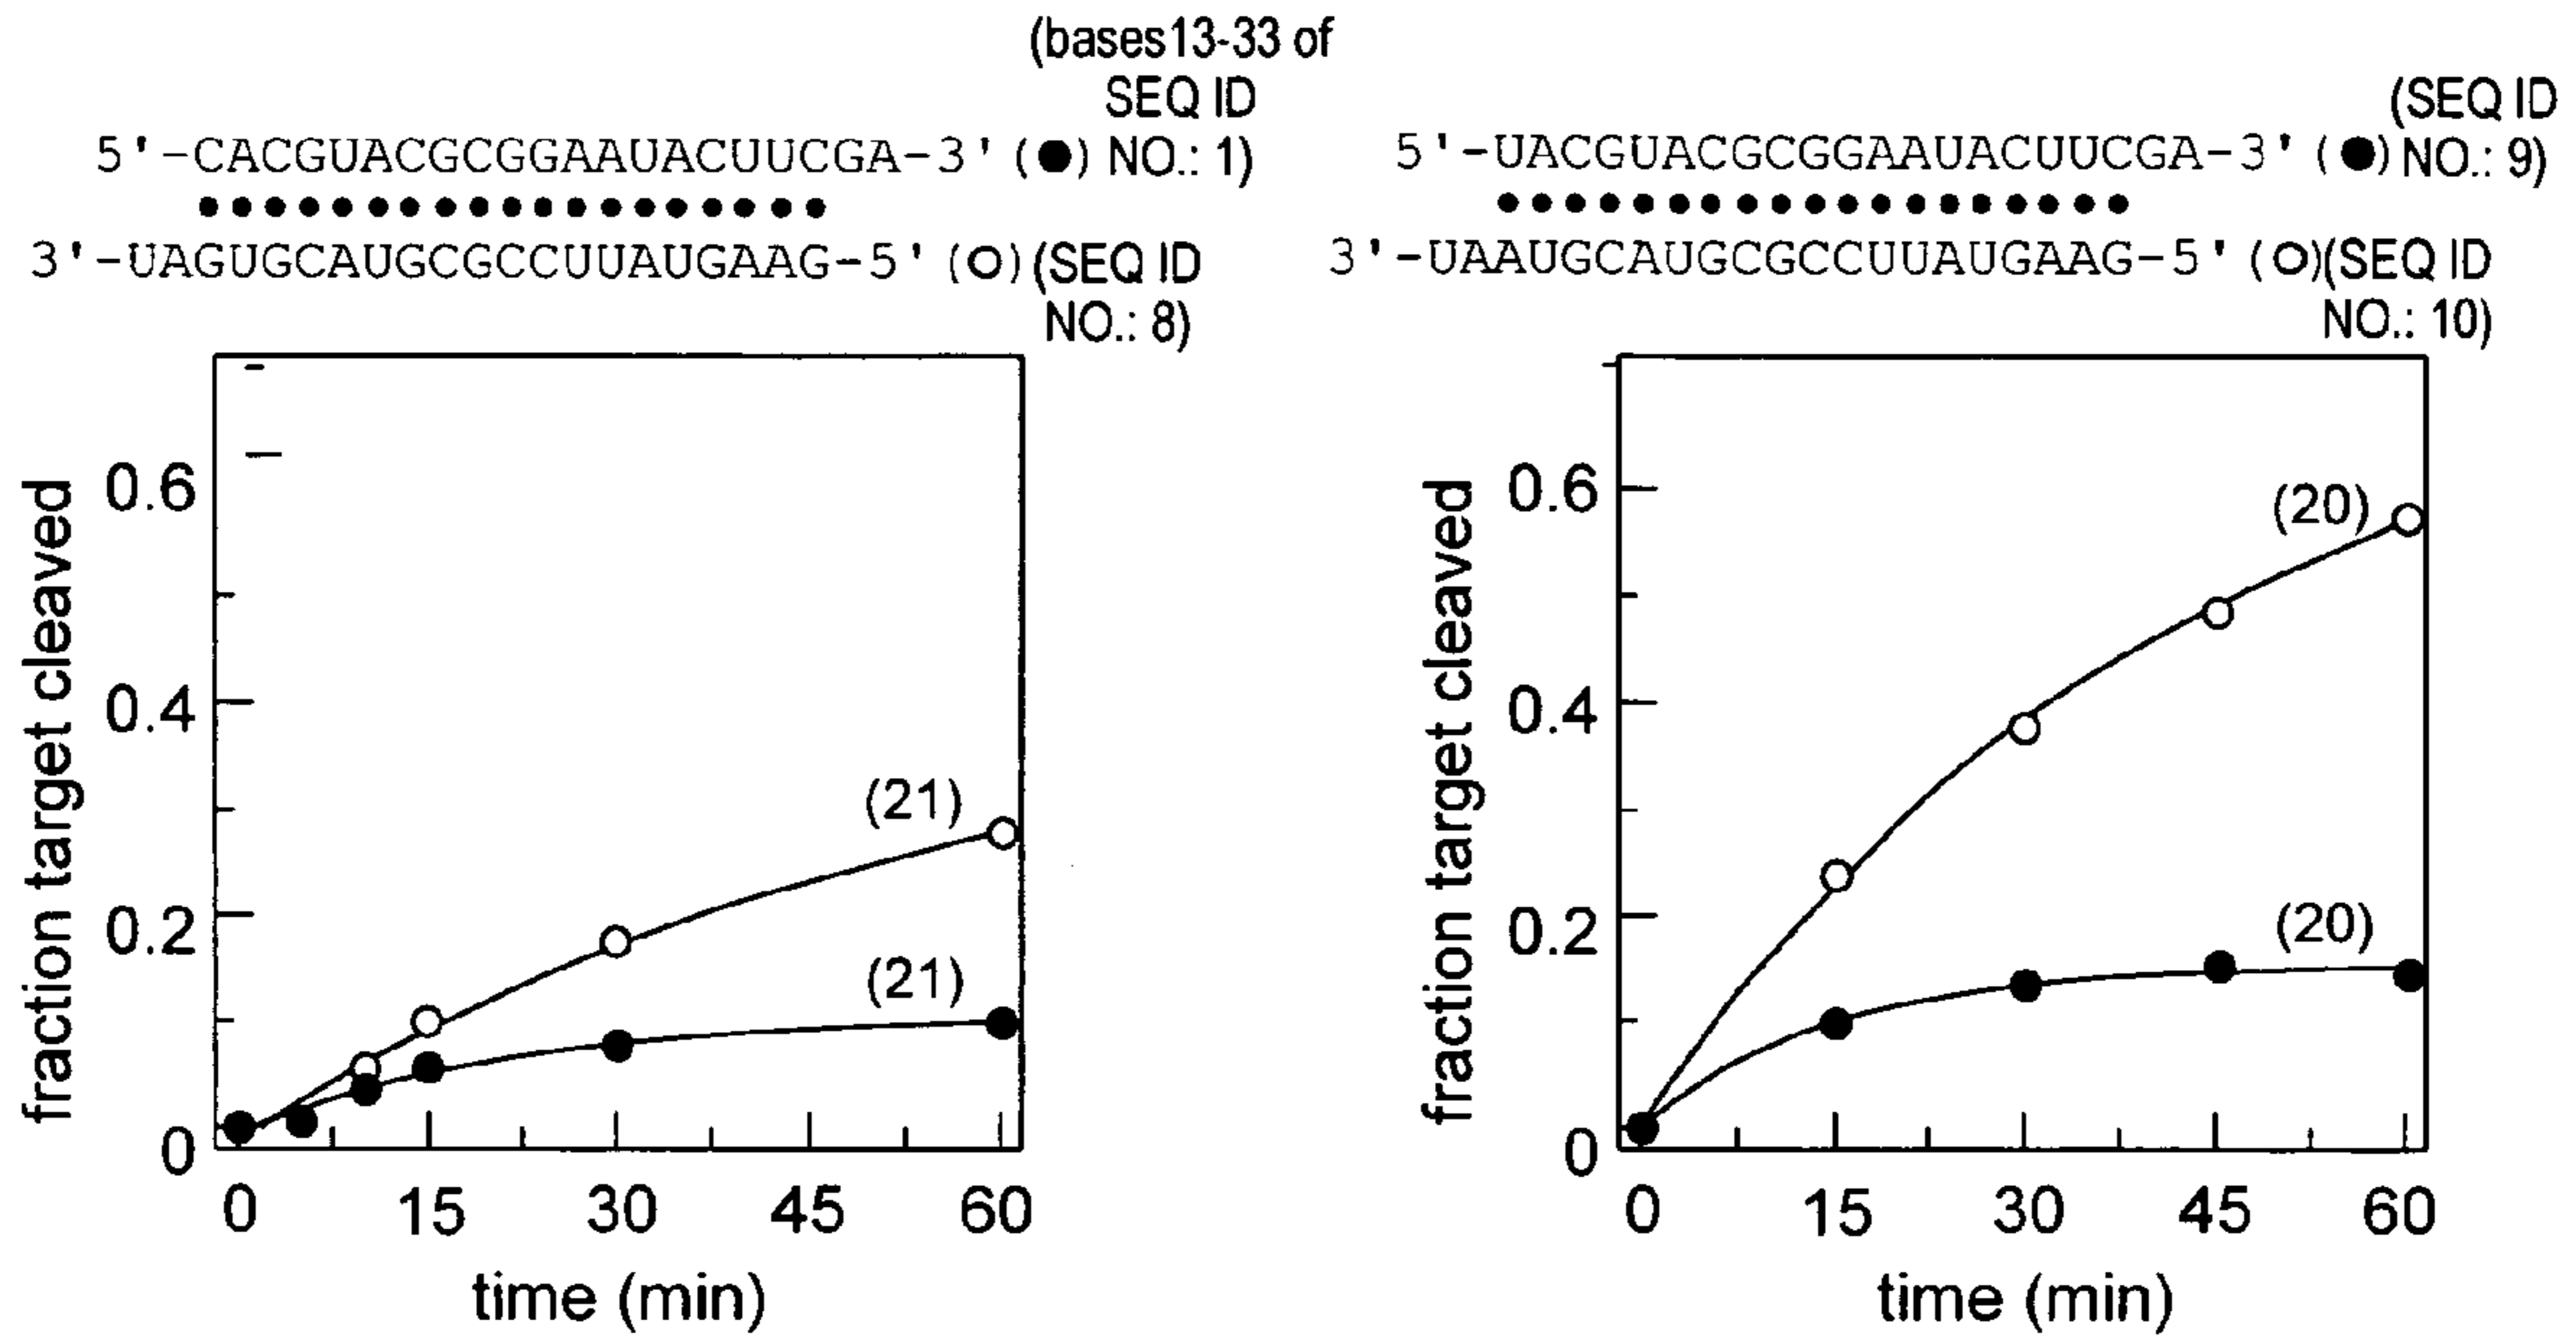 (bases13-33 of
SEQ ID
5'-CACGUACGCGGAAUACUUCGA-3' (●) NO.: 1)
3'-UAGUGCAUGCGCCUUAUGAAG-5' (○) (SEQ ID
NO.: 8)
fraction target cleaved
0.6
0.4
0.2
0
(21)
(21)
0 15 30 45 60
time (min)
(SEQ ID
5'-UACGUACGCGGAAUACUUCGA-3' (●) NO.: 9)
3'-UAAUGCAUGCGCCUUAUGAAG-5' (○)(SEQ ID
NO.: 10)
fraction target cleaved
0.6
0.4
0.2
0
(20)
(20)
0 15 30 45 60
time (min)